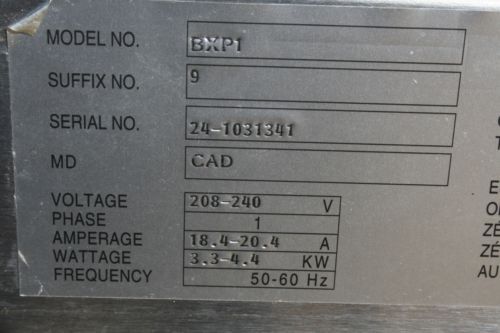 MODEL NO. BXP1
SUFFIX NO. 9
SERIAL NO. 24-1031341
MD CAD
VOLTAGE 208-240 V
PHASE 1
AMPERAGE 18.4-20.4 A
WATTAGE 3.3-4.4 KW
FREQUENCY 50-60 Hz